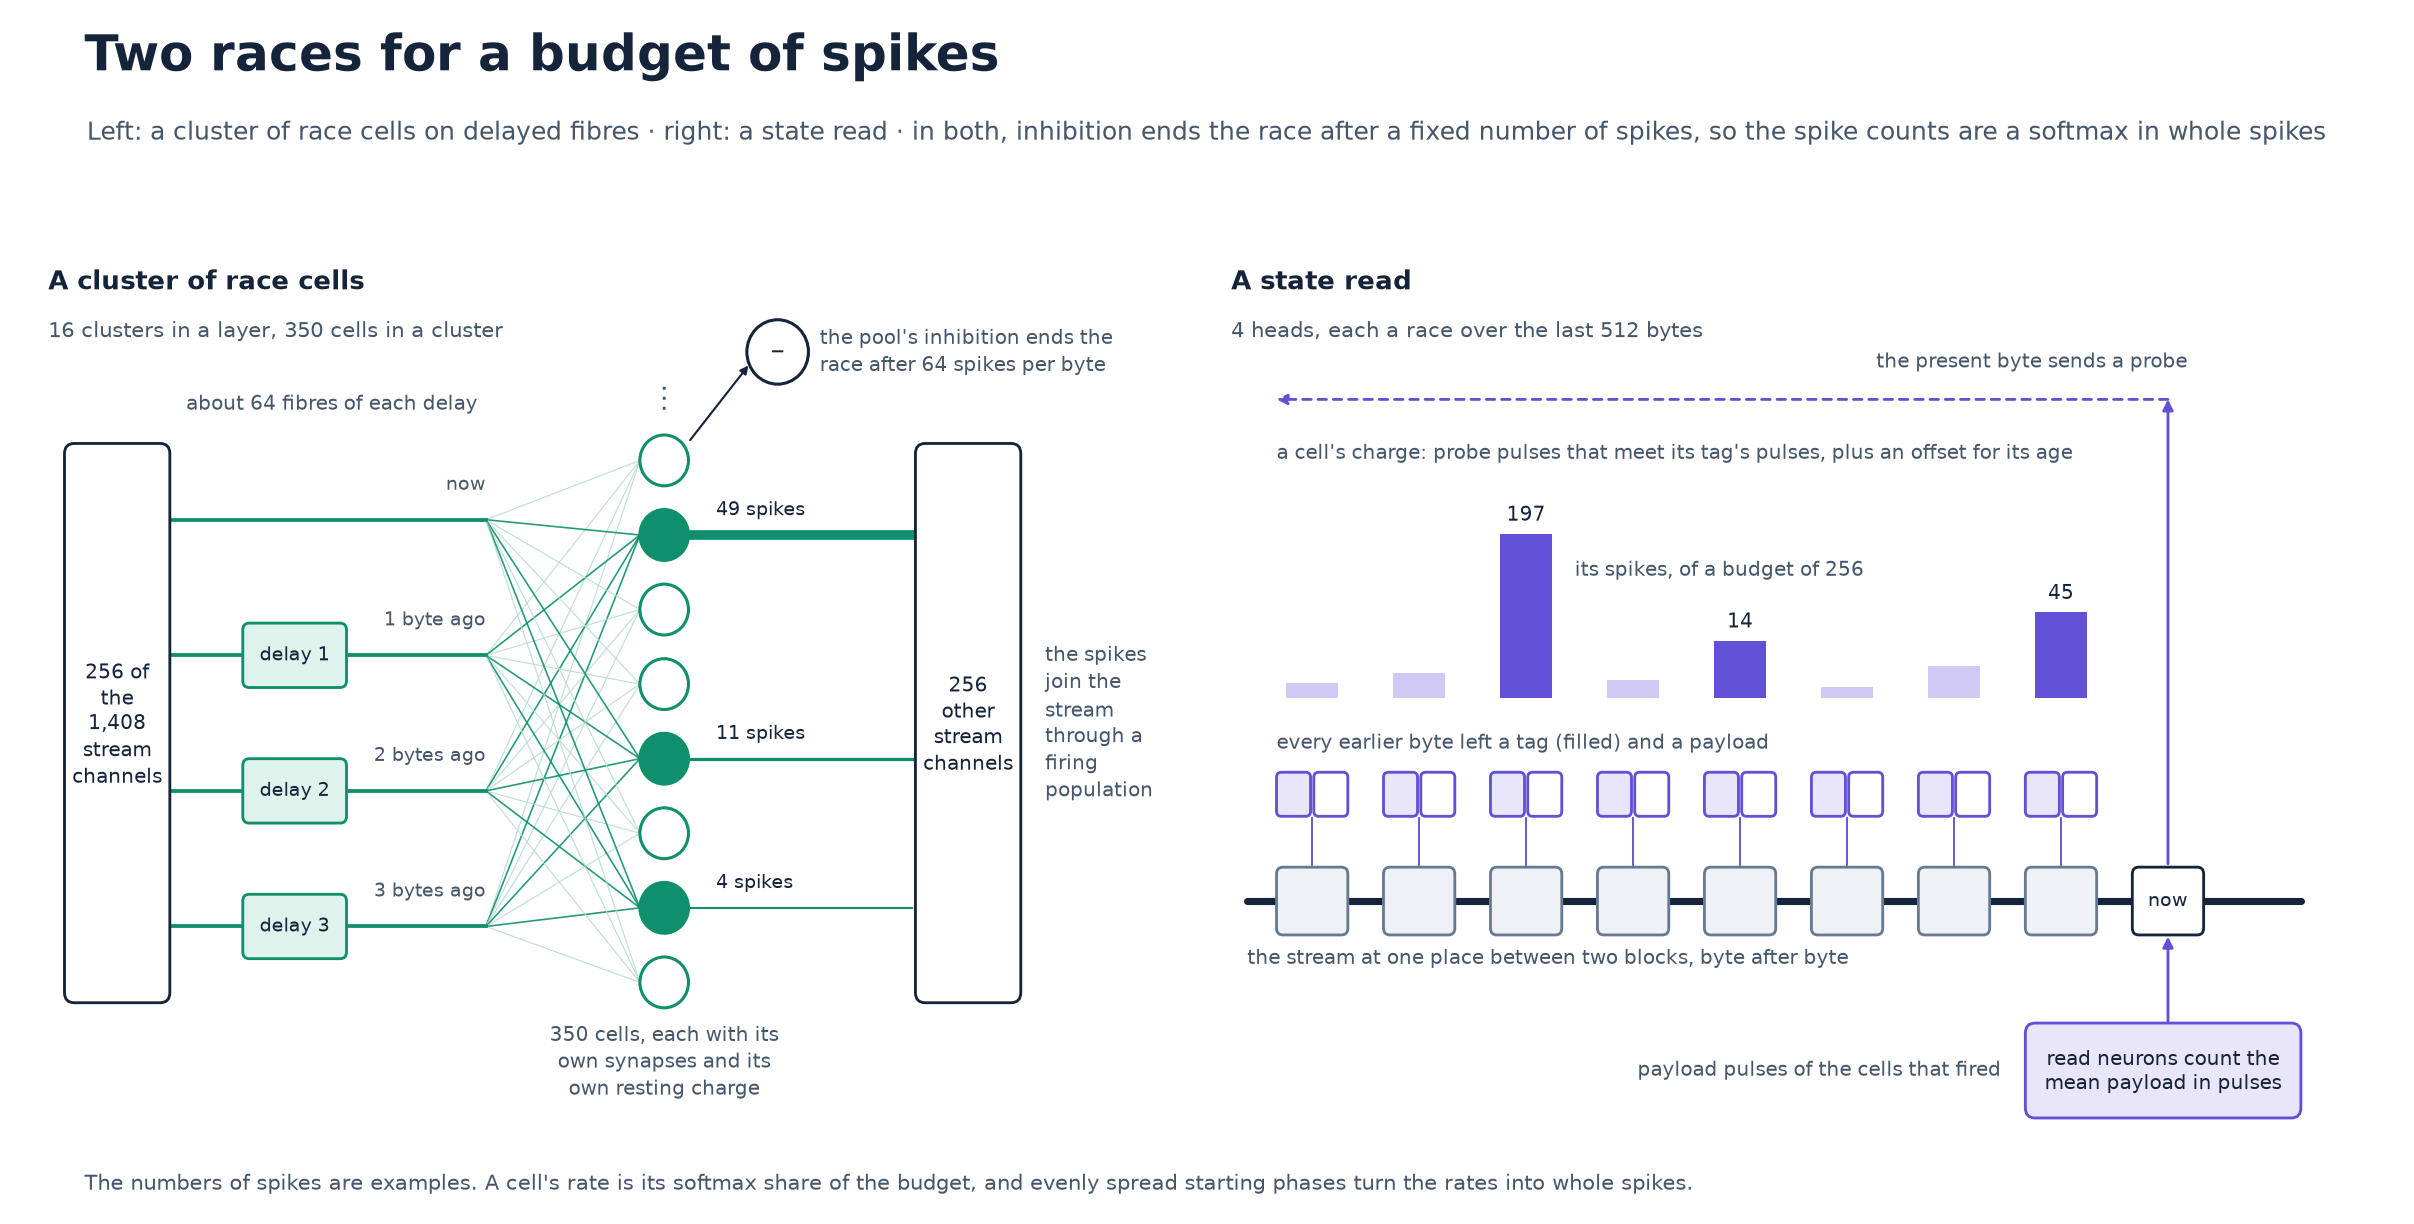 Two races for a budget of spikes
Left: a cluster of race cells on delayed fibres · right: a state read · in both, inhibition ends the race after a fixed number of spikes, so the spike counts are a softmax in whole spikes
A cluster of race cells
16 clusters in a layer, 350 cells in a cluster
the pool's inhibition ends the
race after 64 spikes per byte
–
about 64 fibres of each delay
⋮
now
1 byte ago
2 bytes ago
3 bytes ago
256 of
the
1,408
stream
channels
delay 1
delay 2
delay 3
49 spikes
11 spikes
4 spikes
256
other
stream
channels
the spikes
join the
stream
through a
firing
population
350 cells, each with its
own synapses and its
own resting charge
A state read
4 heads, each a race over the last 512 bytes
the present byte sends a probe
a cell's charge: probe pulses that meet its tag's pulses, plus an offset for its age
197
its spikes, of a budget of 256
14
45
every earlier byte left a tag (filled) and a payload
now
the stream at one place between two blocks, byte after byte
payload pulses of the cells that fired
read neurons count the
mean payload in pulses
The numbers of spikes are examples. A cell's rate is its softmax share of the budget, and evenly spread starting phases turn the rates into whole spikes.